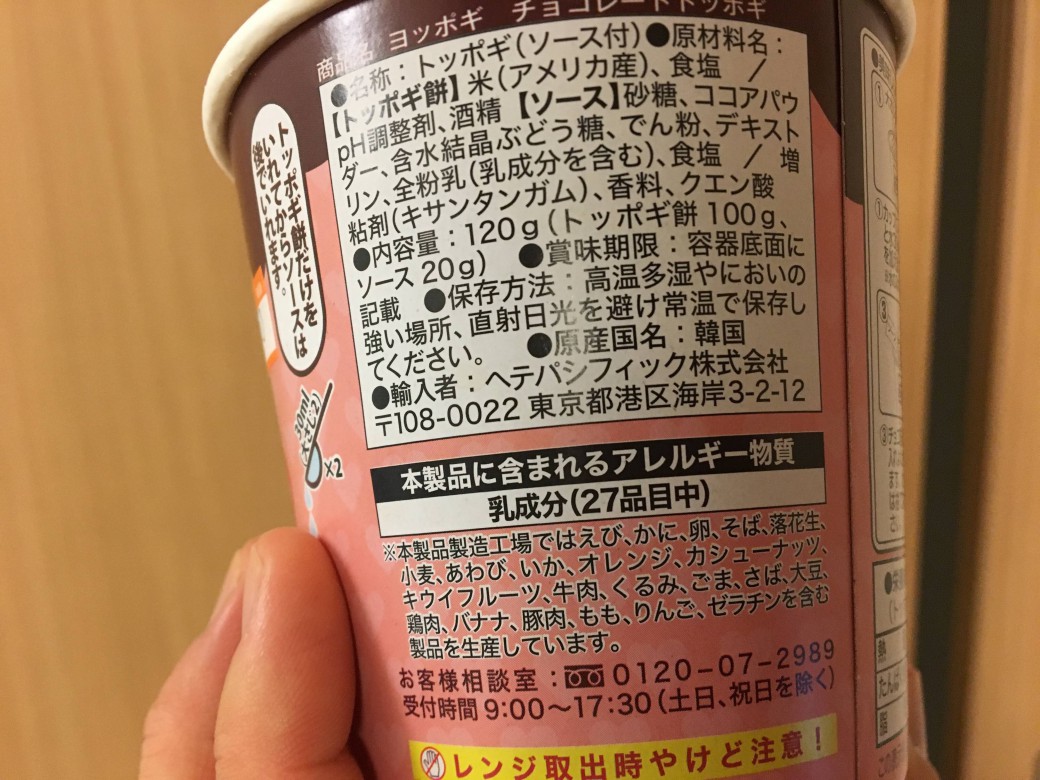 商品名 ヨッポギ チョコレートトッポギ
●名称：トッポギ(ソース付)●原材料名：
【トッポギ餅】米(アメリカ産)、食塩 ／
pH調整剤、酒精【ソース】砂糖、ココアパウ
ダー、含水結晶ぶどう糖、でん粉、デキスト
リン、全粉乳(乳成分を含む)、食塩 ／ 増
粘剤(キサンタンガム)、香料、クエン酸
●内容量：120g(トッポギ餅 100g、
ソース 20g) ●賞味期限：容器底面に
記載 ●保存方法：高温多湿やにおいの
強い場所、直射日光を避け常温で保存し
てください。 ●原産国名：韓国
●輸入者：ヘテパシフィック株式会社
〒108-0022 東京都港区海岸3-2-12
本製品に含まれるアレルギー物質
乳成分(27品目中)
※本製品製造工場ではえび、かに、卵、そば、落花生、
小麦、あわび、いか、オレンジ、カシューナッツ、
キウイフルーツ、牛肉、くるみ、ごま、さば、大豆、
鶏肉、バナナ、豚肉、もも、りんご、ゼラチンを含む
製品を生産しています。
お客様相談室：0120-07-2989
受付時間 9:00〜17:30(土日、祝日を除く)
レンジ取出時やけど注意！
トッポギ餅だけを
いれてからソースは
後でいれます。
30ml
大さじ2
×2
熱
たんぱ
脂